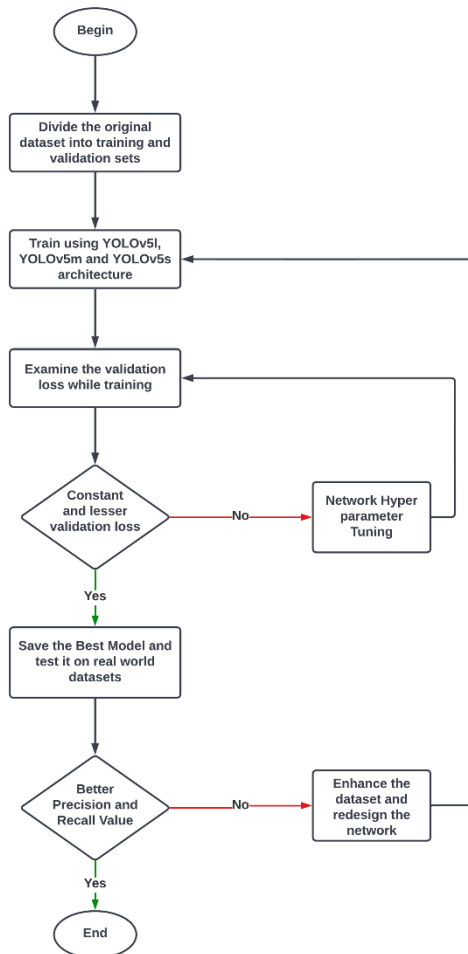 Begin
Divide the original
dataset into training and
validation sets
Train using YOLOv5l,
YOLOv5m and YOLOv5s
architecture
Examine the validation
loss while training
Constant
and lesser
validation loss
No
Network Hyper
parameter
Tuning
Yes
Save the Best Model and
test it on real world
datasets
Better
Precision and
Recall Value
No
Enhance the
dataset and
redesign the
network
Yes
End